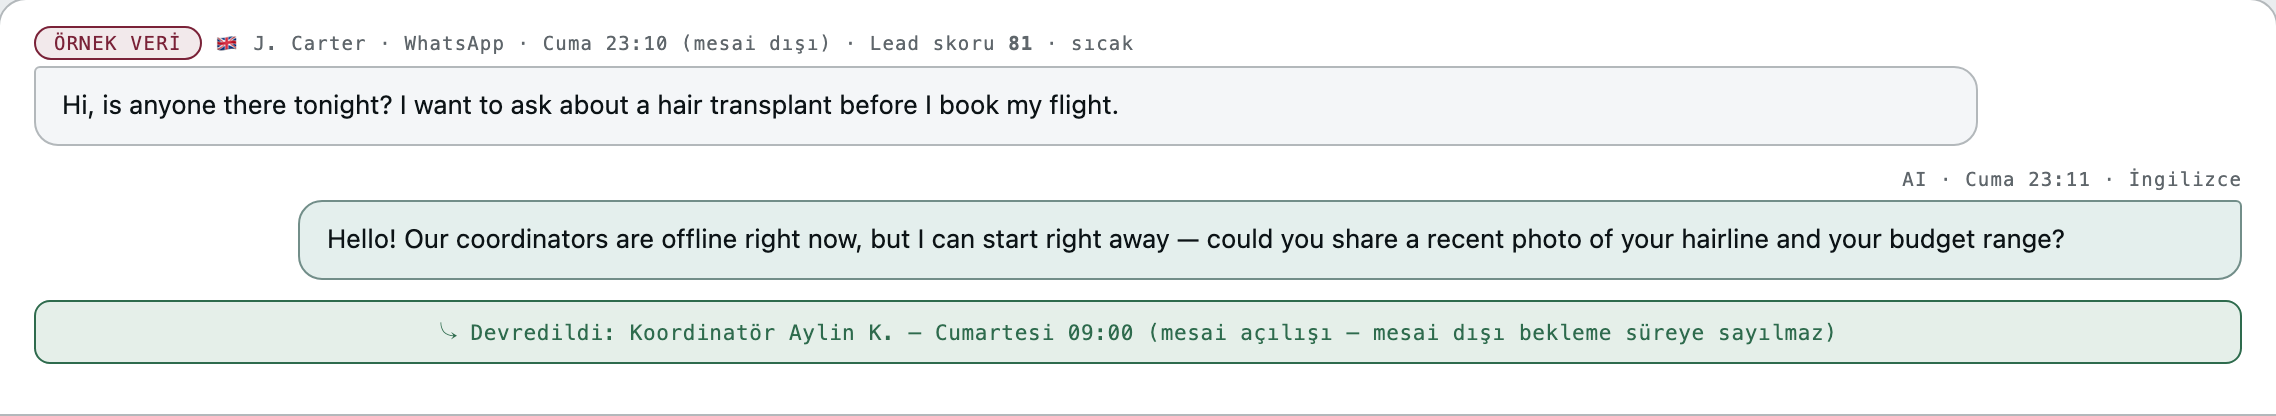 ÖRNEK VERİ 🇬🇧 J. Carter · WhatsApp · Cuma 23:10 (mesai dışı) · Lead skoru 81 · sıcak
Hi, is anyone there tonight? I want to ask about a hair transplant before I book my flight.
AI · Cuma 23:11 · İngilizce
Hello! Our coordinators are offline right now, but I can start right away — could you share a recent photo of your hairline and your budget range?
⤷ Devredildi: Koordinatör Aylin K. — Cumartesi 09:00 (mesai açılışı — mesai dışı bekleme süreye sayılmaz)